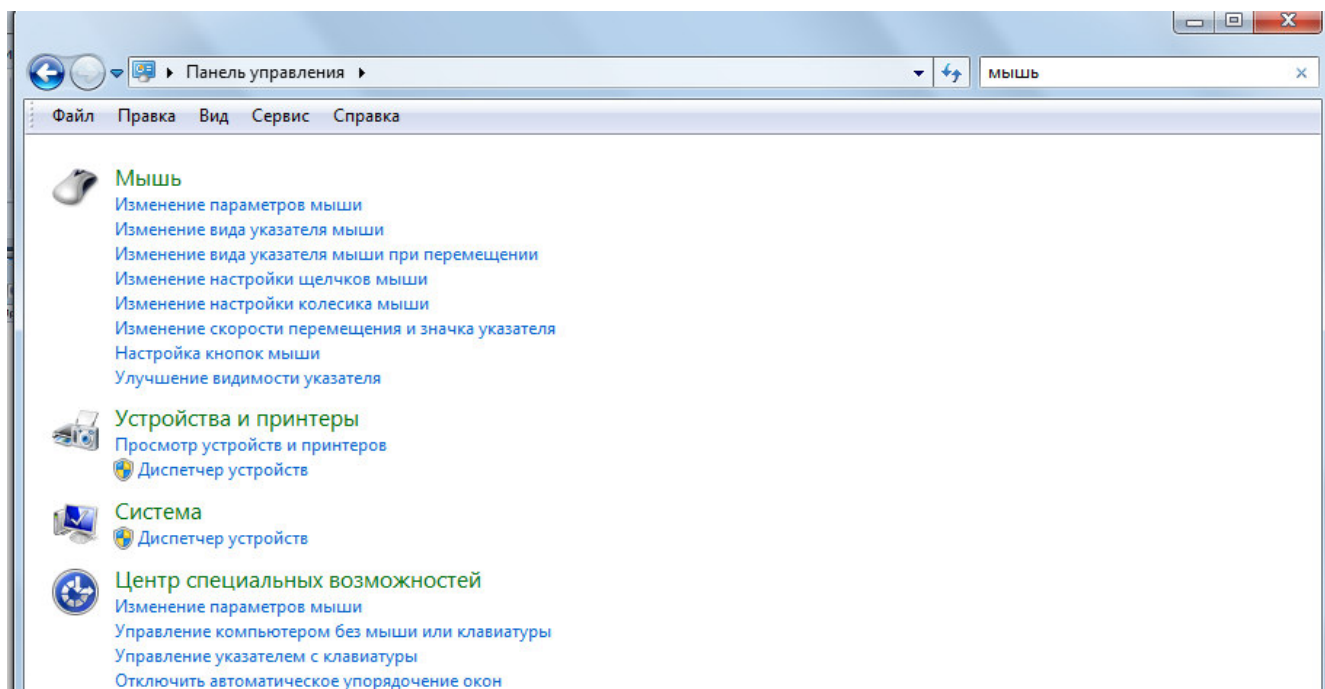 Панель управления
мышь
Файл Правка Вид Сервис Справка
Мышь
Изменение параметров мыши
Изменение вида указателя мыши
Изменение вида указателя мыши при перемещении
Изменение настройки щелчков мыши
Изменение настройки колесика мыши
Изменение скорости перемещения и значка указателя
Настройка кнопок мыши
Улучшение видимости указателя
Устройства и принтеры
Просмотр устройств и принтеров
Диспетчер устройств
Система
Диспетчер устройств
Центр специальных возможностей
Изменение параметров мыши
Управление компьютером без мыши или клавиатуры
Управление указателем с клавиатуры
Отключить автоматическое упорядочение окон